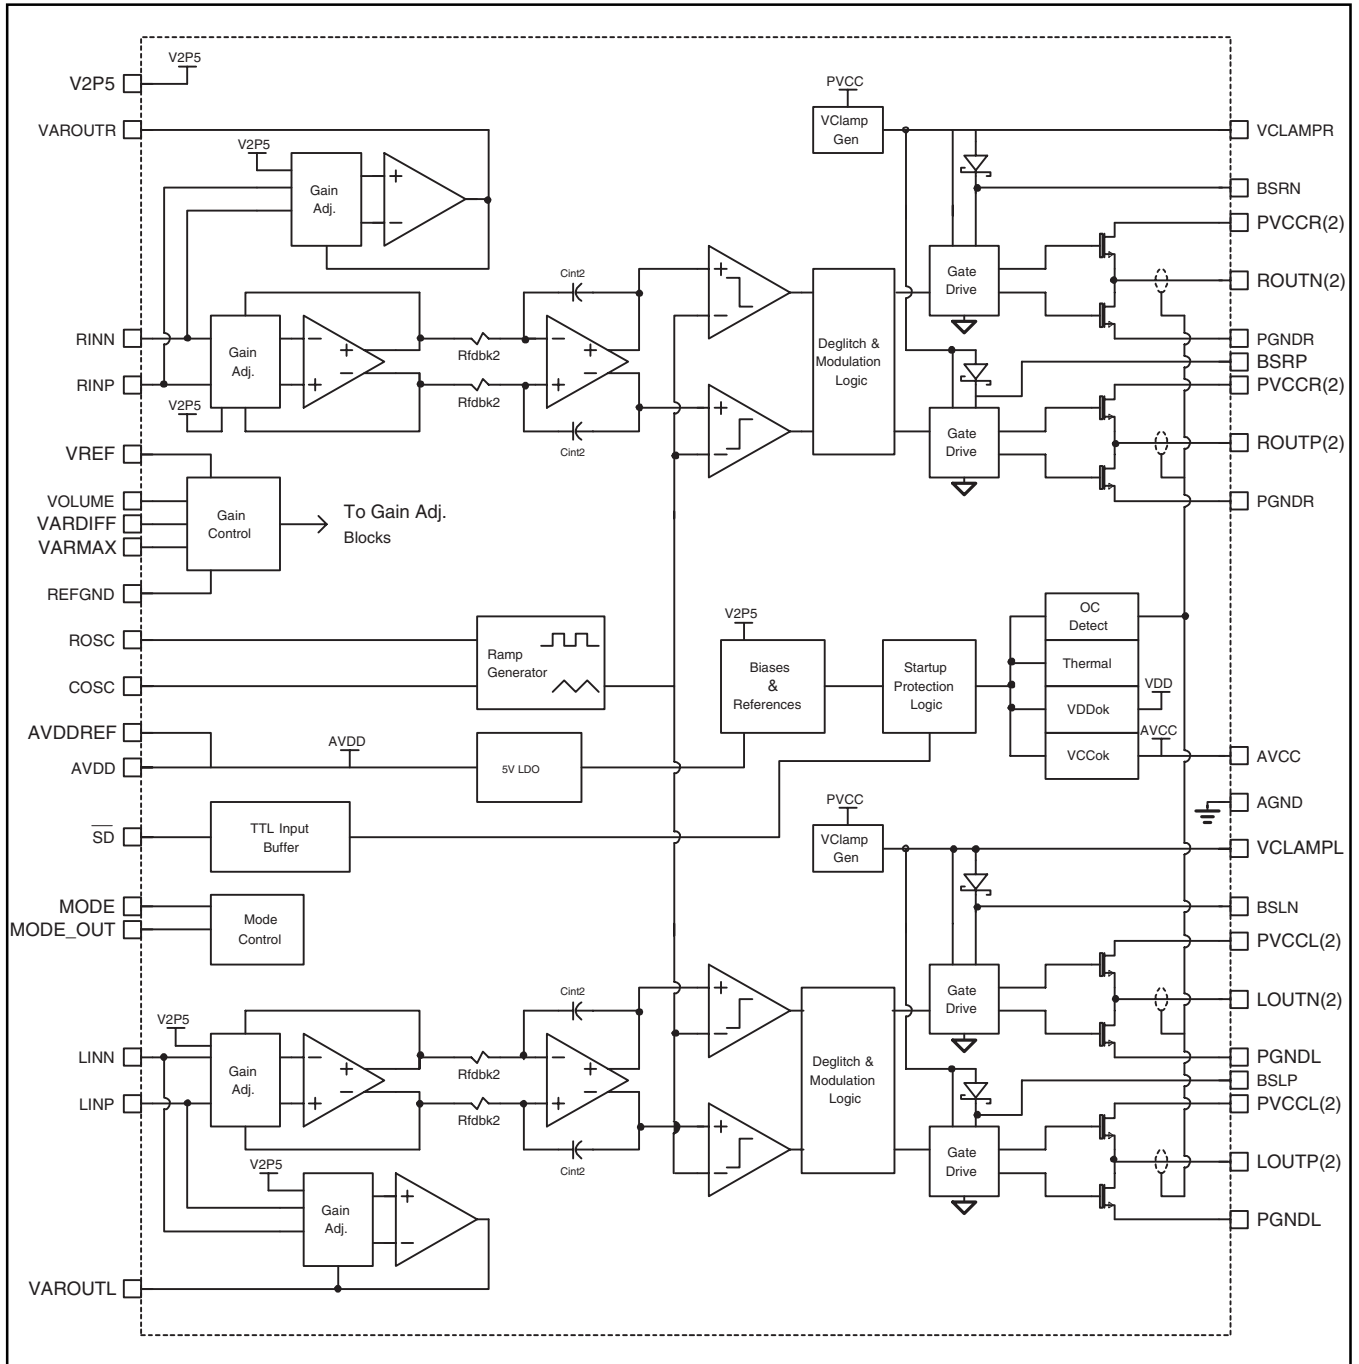 V2P5
V2P5
VAROUTR
V2P5
Gain
Adj.
+
−
PVCC
VClamp
Gen
VCLAMPR
BSRN
PVCCR(2)
Gate
Drive
ROUTN(2)
PGNDR
BSRP
PVCCR(2)
Gate
Drive
ROUTP(2)
PGNDR
RINN
RINP
Gain
Adj.
V2P5
−
+
+
−
Rfdbk2
Rfdbk2
Cint2
−
+
+
−
Cint2
+
−
+
−
Deglitch &
Modulation
Logic
VREF
VOLUME
VARDIFF
VARMAX
REFGND
Gain
Control
To Gain Adj.
Blocks
ROSC
COSC
Ramp
Generator
V2P5
Biases
&
References
Startup
Protection
Logic
OC
Detect
Thermal
VDDok
VDD
VCCok
AVCC
AVCC
AVDDREF
AVDD
AVDD
5V LDO
AGND
SD
TTL Input
Buffer
MODE
MODE_OUT
Mode
Control
PVCC
VClamp
Gen
VCLAMPL
BSLN
PVCCL(2)
Gate
Drive
LOUTN(2)
PGNDL
BSLP
PVCCL(2)
Gate
Drive
LOUTP(2)
PGNDL
V2P5
LINN
LINP
Gain
Adj.
−
+
+
−
Rfdbk2
Rfdbk2
Cint2
−
+
+
−
Cint2
+
−
+
−
Deglitch &
Modulation
Logic
V2P5
Gain
Adj.
+
−
VAROUTL